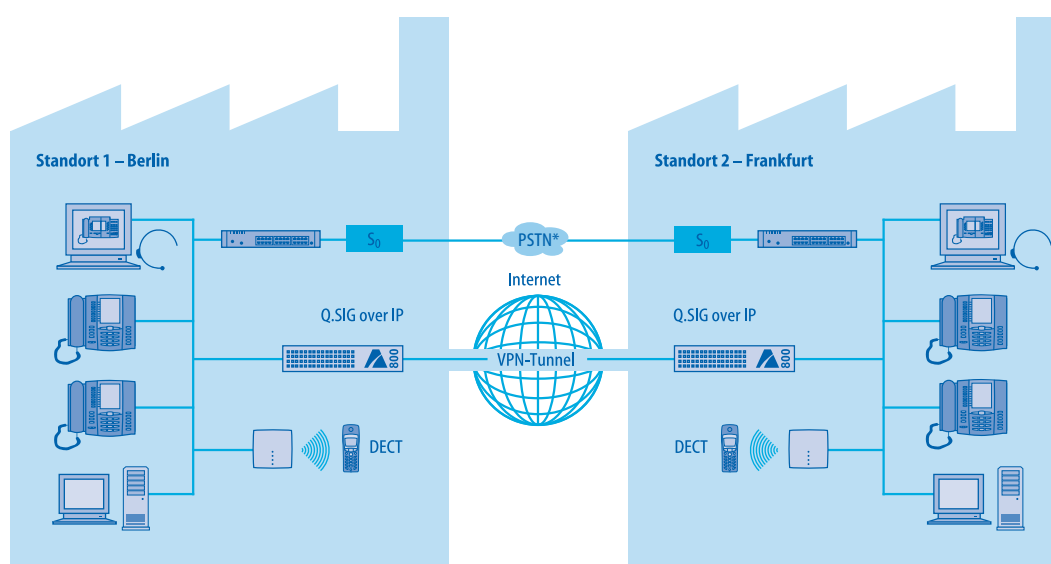 Standort 1 – Berlin
Standort 2 – Frankfurt
S0
PSTN*
S0
Internet
Q.SIG over IP
Q.SIG over IP
800
VPN-Tunnel
800
DECT
DECT